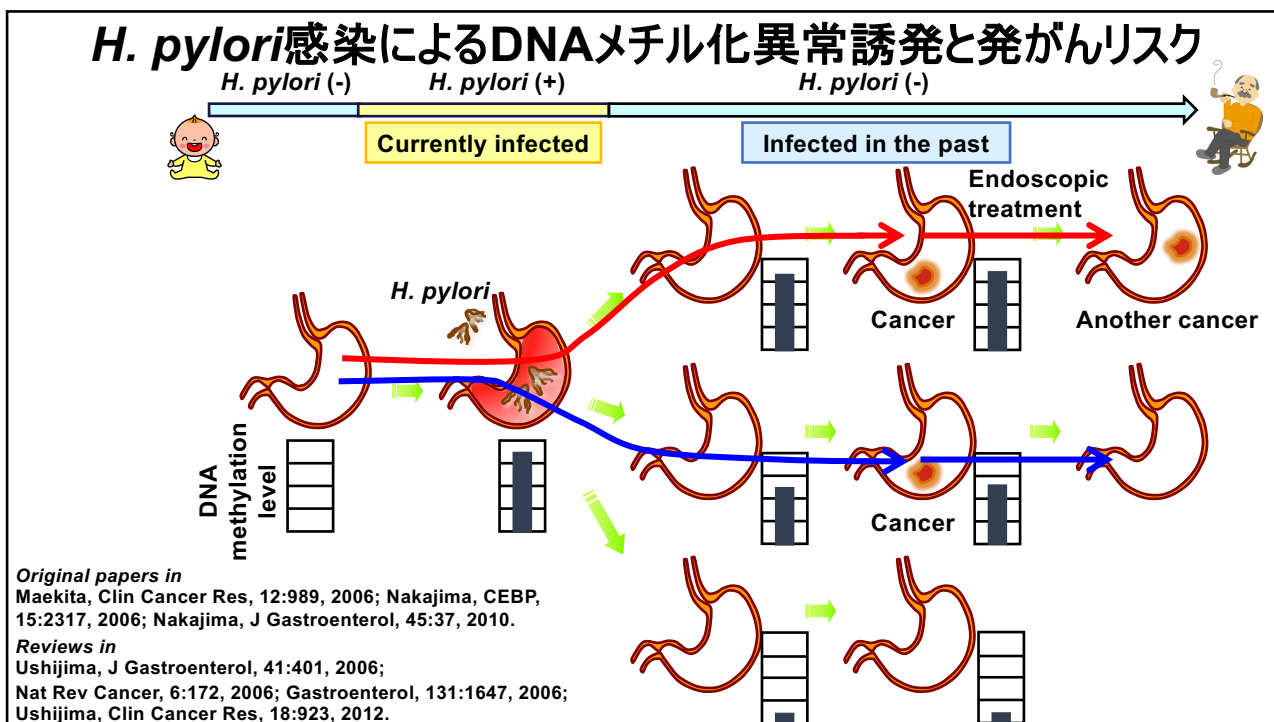 H. pylori感染によるDNAメチル化異常誘発と発がんリスク
H. pylori (-)
H. pylori (+)
H. pylori (-)
Currently infected
Infected in the past
Endoscopic
treatment
H. pylori
Cancer
Another cancer
DNA
methylation
level
Cancer
Original papers in
Maekita, Clin Cancer Res, 12:989, 2006; Nakajima, CEBP,
15:2317, 2006; Nakajima, J Gastroenterol, 45:37, 2010.
Reviews in
Ushijima, J Gastroenterol, 41:401, 2006;
Nat Rev Cancer, 6:172, 2006; Gastroenterol, 131:1647, 2006;
Ushijima, Clin Cancer Res, 18:923, 2012.